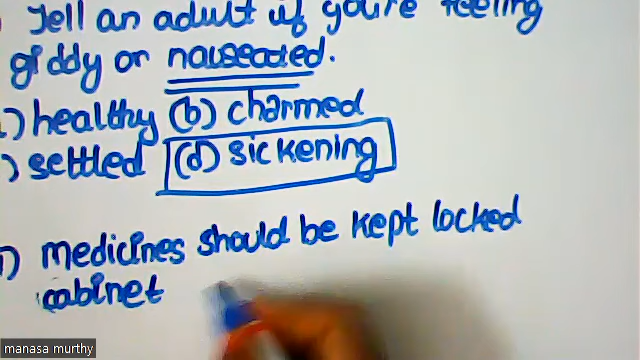 Tell an adult if you're feeling
giddy or nauseated.
) healthy (b) charmed
) settled (d) sickening
) medicines should be kept locked
cabinet
manasa murthy